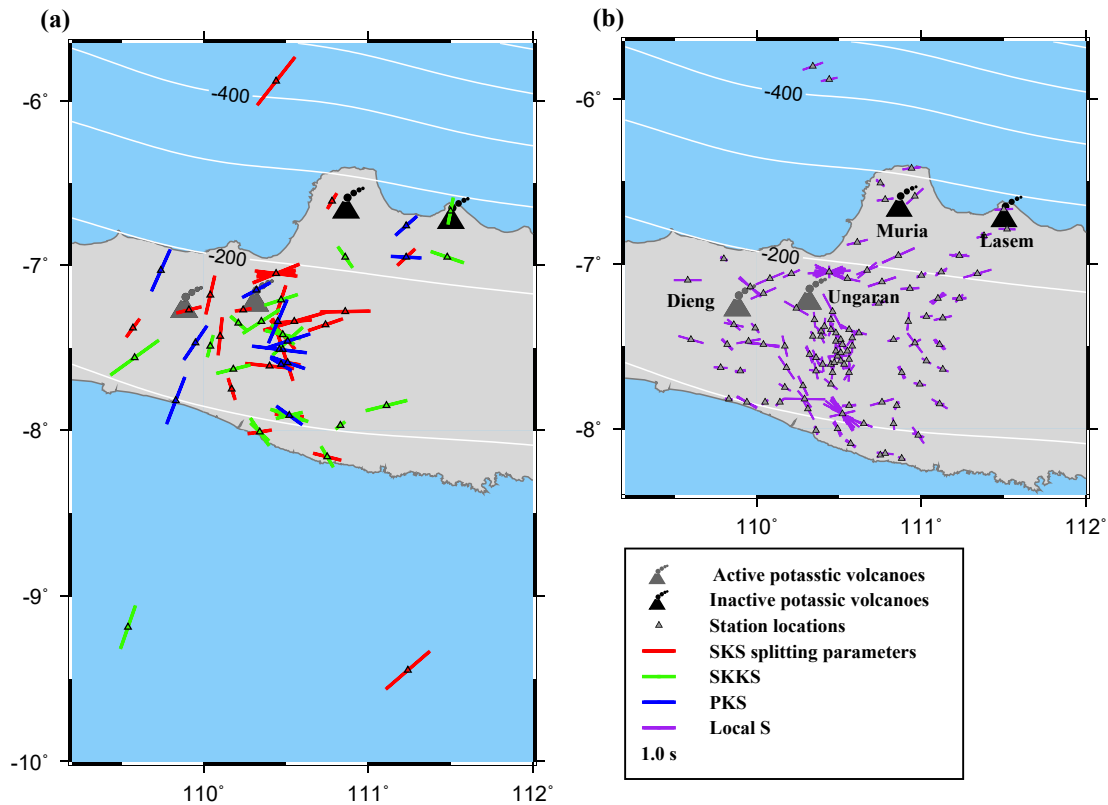 (a)
(b)
-400
-200
-6˚
-7˚
-8˚
-9˚
-10˚
110˚
111˚
112˚
-400
-200
Muria
Lasem
Dieng
Ungaran
-6˚
-7˚
-8˚
110˚
111˚
112˚
Active potasstic volcanoes
Inactive potassic volcanoes
Station locations
SKS splitting parameters
SKKS
PKS
Local S
1.0 s